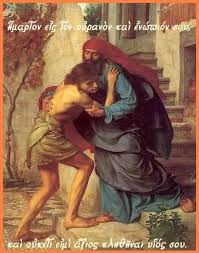 ἥμαρτον εἰς τὸν οὐρανὸν καὶ ἐνώπιόν σου,
καὶ οὐκέτι εἰμὶ ἄξιος κληθῆναι υἱός σου.